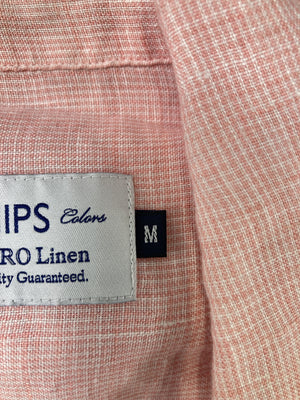 IPS Colors
M
RO Linen
ity Guaranteed.